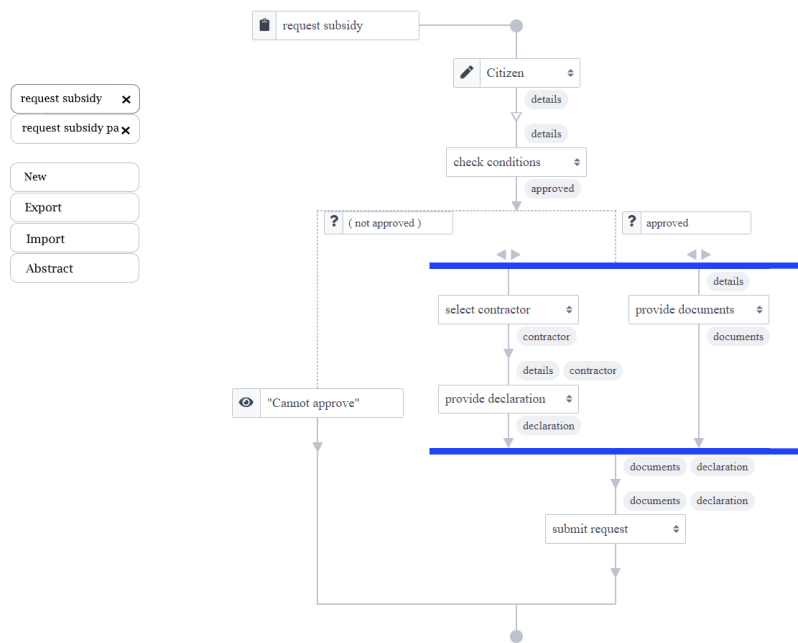 request subsidy
Citizen
details
request subsidy
details
request subsidy pa
check conditions
New
approved
Export
? ( not approved )
? approved
Import
Abstract
details
select contractor
provide documents
contractor
documents
details contractor
"Cannot approve"
provide declaration
declaration
documents declaration
documents declaration
submit request